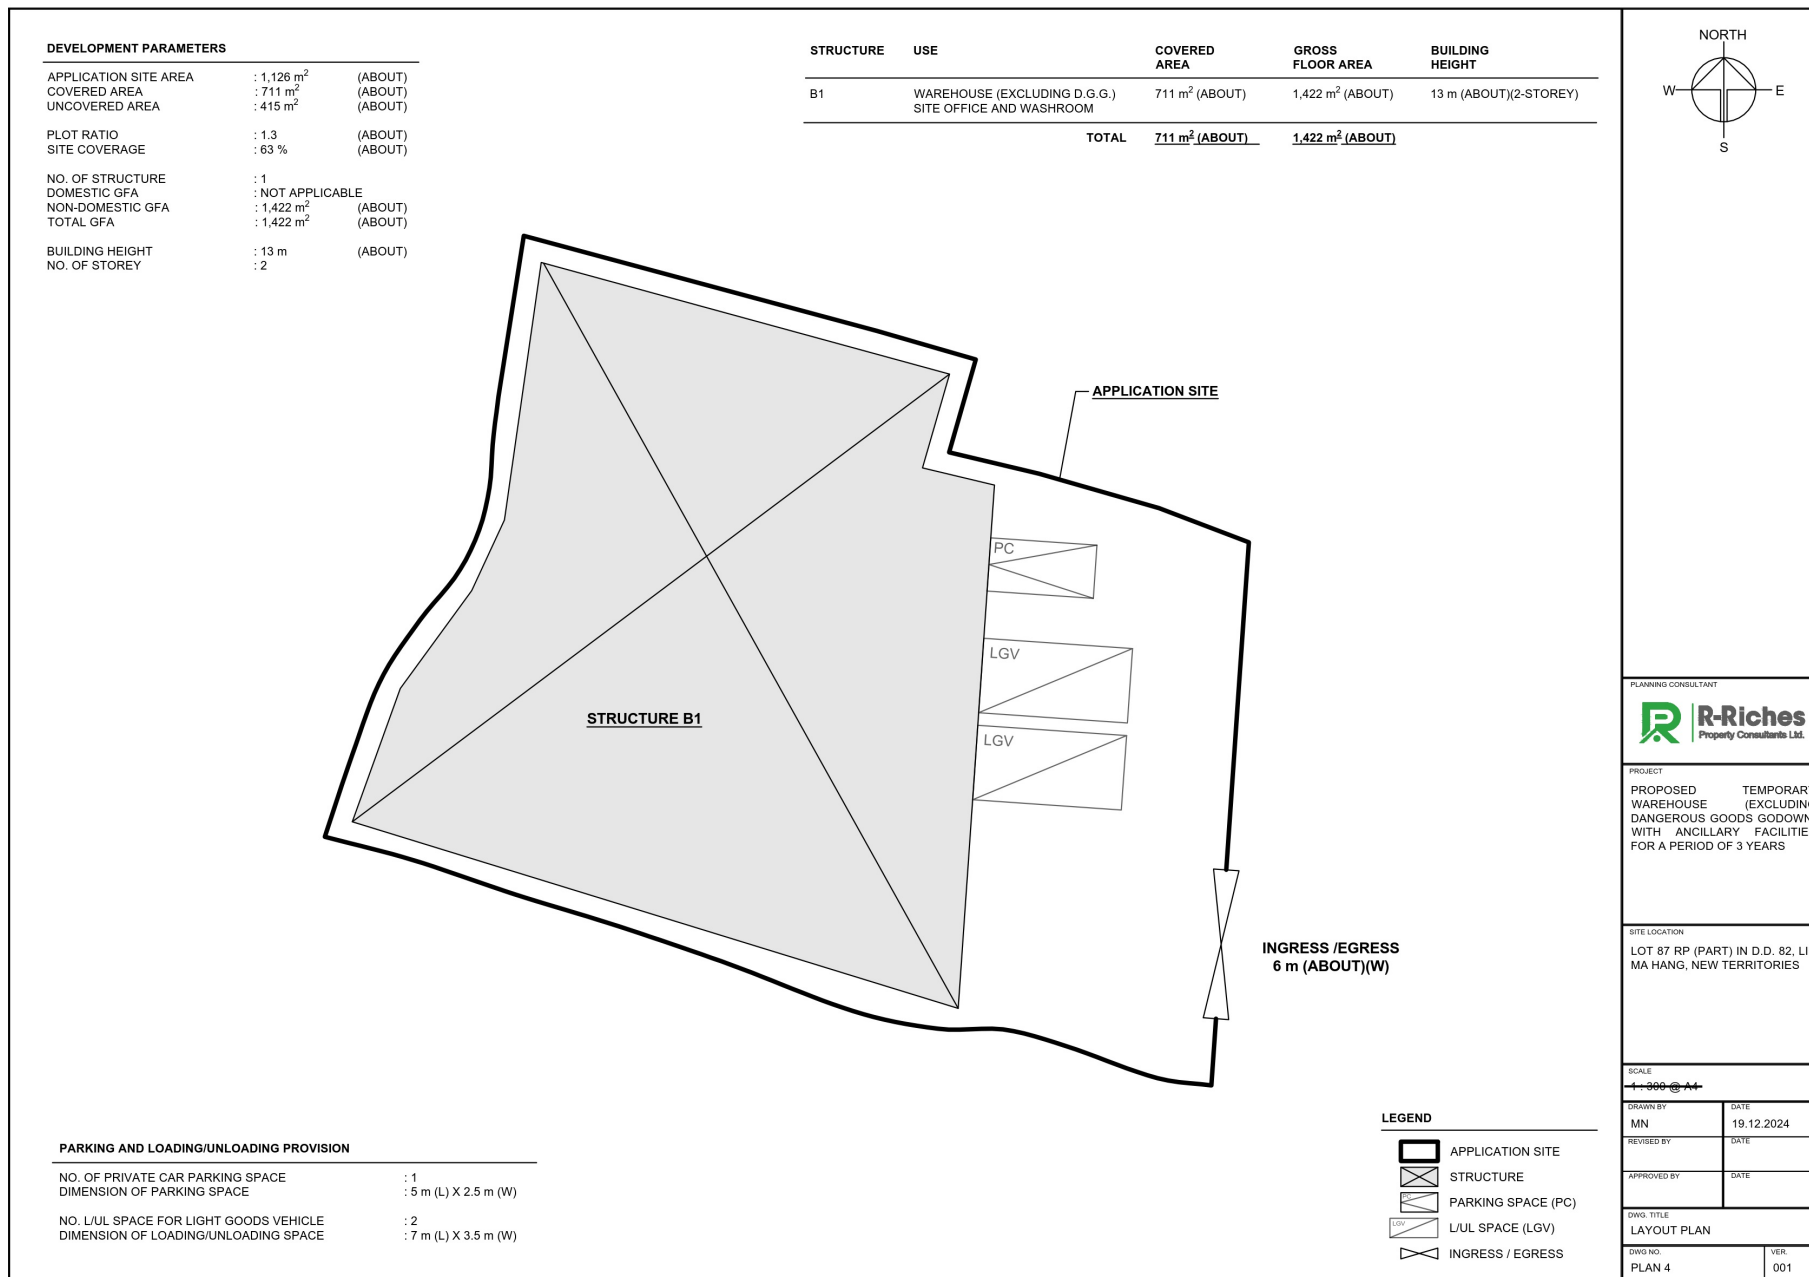 DEVELOPMENT PARAMETERS
APPLICATION SITE AREA : 1,126 m² (ABOUT)
COVERED AREA : 711 m² (ABOUT)
UNCOVERED AREA : 415 m² (ABOUT)
PLOT RATIO : 1.3 (ABOUT)
SITE COVERAGE : 63 % (ABOUT)
NO. OF STRUCTURE : 1
DOMESTIC GFA : NOT APPLICABLE
NON-DOMESTIC GFA : 1,422 m² (ABOUT)
TOTAL GFA : 1,422 m² (ABOUT)
BUILDING HEIGHT : 13 m (ABOUT)
NO. OF STOREY : 2
STRUCTURE USE COVERED AREA GROSS FLOOR AREA BUILDING HEIGHT
B1 WAREHOUSE (EXCLUDING D.G.G.) 711 m² (ABOUT) 1,422 m² (ABOUT) 13 m (ABOUT)(2-STOREY)
SITE OFFICE AND WASHROOM
TOTAL 711 m² (ABOUT) 1,422 m² (ABOUT)
NORTH
W E
S
APPLICATION SITE
PC
LGV
LGV
STRUCTURE B1
INGRESS /EGRESS
6 m (ABOUT)(W)
PARKING AND LOADING/UNLOADING PROVISION
NO. OF PRIVATE CAR PARKING SPACE : 1
DIMENSION OF PARKING SPACE : 5 m (L) X 2.5 m (W)
NO. L/UL SPACE FOR LIGHT GOODS VEHICLE : 2
DIMENSION OF LOADING/UNLOADING SPACE : 7 m (L) X 3.5 m (W)
LEGEND
APPLICATION SITE
STRUCTURE
PC
PARKING SPACE (PC)
LGV
L/UL SPACE (LGV)
INGRESS / EGRESS
PLANNING CONSULTANT
R-Riches
Property Consultants Ltd.
PROJECT
PROPOSED TEMPORARY
WAREHOUSE (EXCLUDING
DANGEROUS GOODS GODOWN
WITH ANCILLARY FACILITIE
FOR A PERIOD OF 3 YEARS
SITE LOCATION
LOT 87 RP (PART) IN D.D. 82, LI
MA HANG, NEW TERRITORIES
SCALE
1 : 300 @ A4
DRAWN BY DATE
MN 19.12.2024
REVISED BY DATE
APPROVED BY DATE
DWG. TITLE
LAYOUT PLAN
DWG NO. VER.
PLAN 4 001